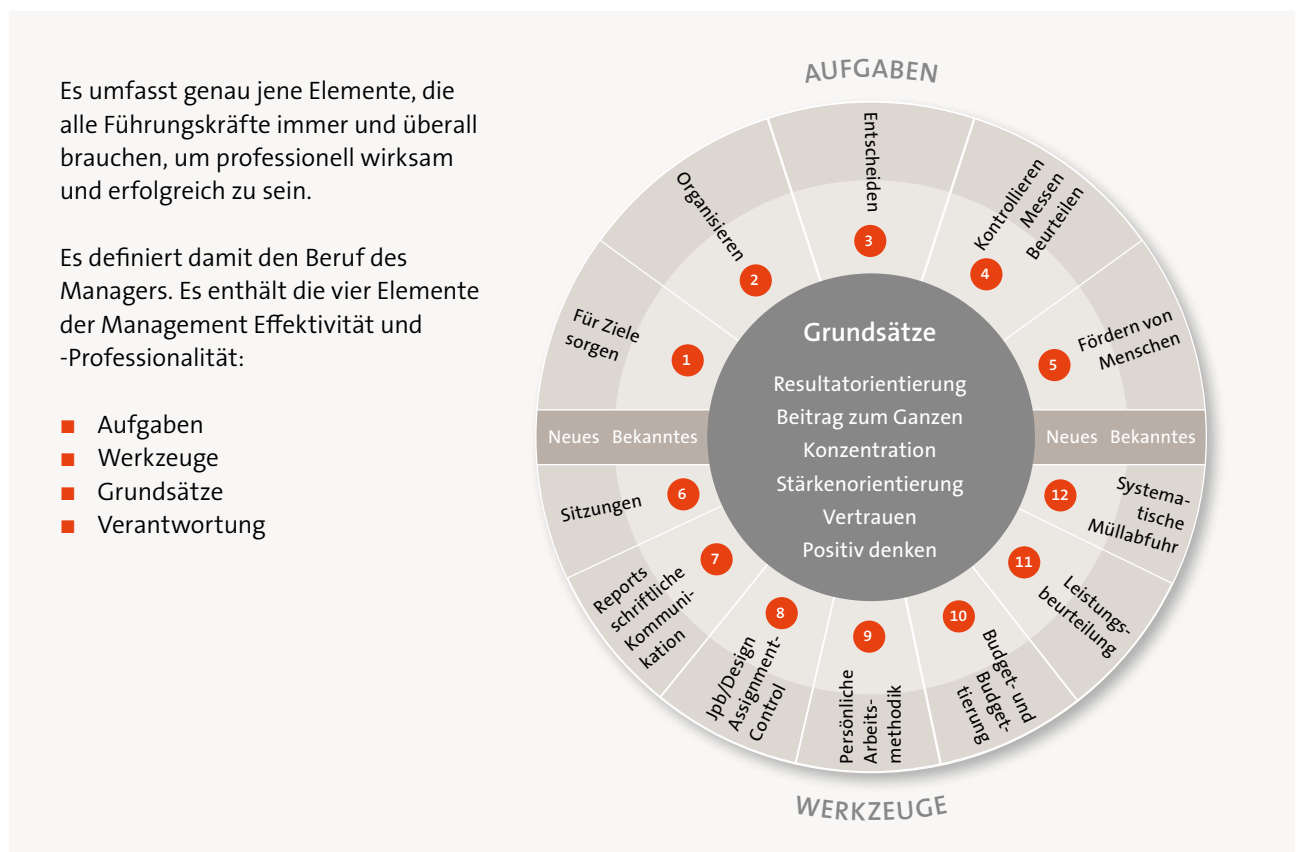 Es umfasst genau jene Elemente, die
alle Führungskräfte immer und überall
brauchen, um professionell wirksam
und erfolgreich zu sein.
Es definiert damit den Beruf des
Managers. Es enthält die vier Elemente
der Management Effektivität und
-Professionalität:
Aufgaben
Werkzeuge
Grundsätze
Verantwortung
AUFGABEN
Für Ziele
sorgen
1
Organisieren
2
Entscheiden
3
Kontrollieren
Messen
Beurteilen
4
Fördern von
Menschen
5
Grundsätze
Resultatorientierung
Beitrag zum Ganzen
Konzentration
Stärkenorientierung
Vertrauen
Positiv denken
Neues Bekanntes
Neues Bekanntes
Sitzungen
6
Reports
schriftliche
Kommuni-
kation
7
Jpb/Design
Assignment-
Control
8
Persönliche
Arbeits-
methodik
9
Budget- und
Budget-
tierung
10
Leistungs-
beurteilung
11
Systema-
tische
Müllabfuhr
12
WERKZEUGE